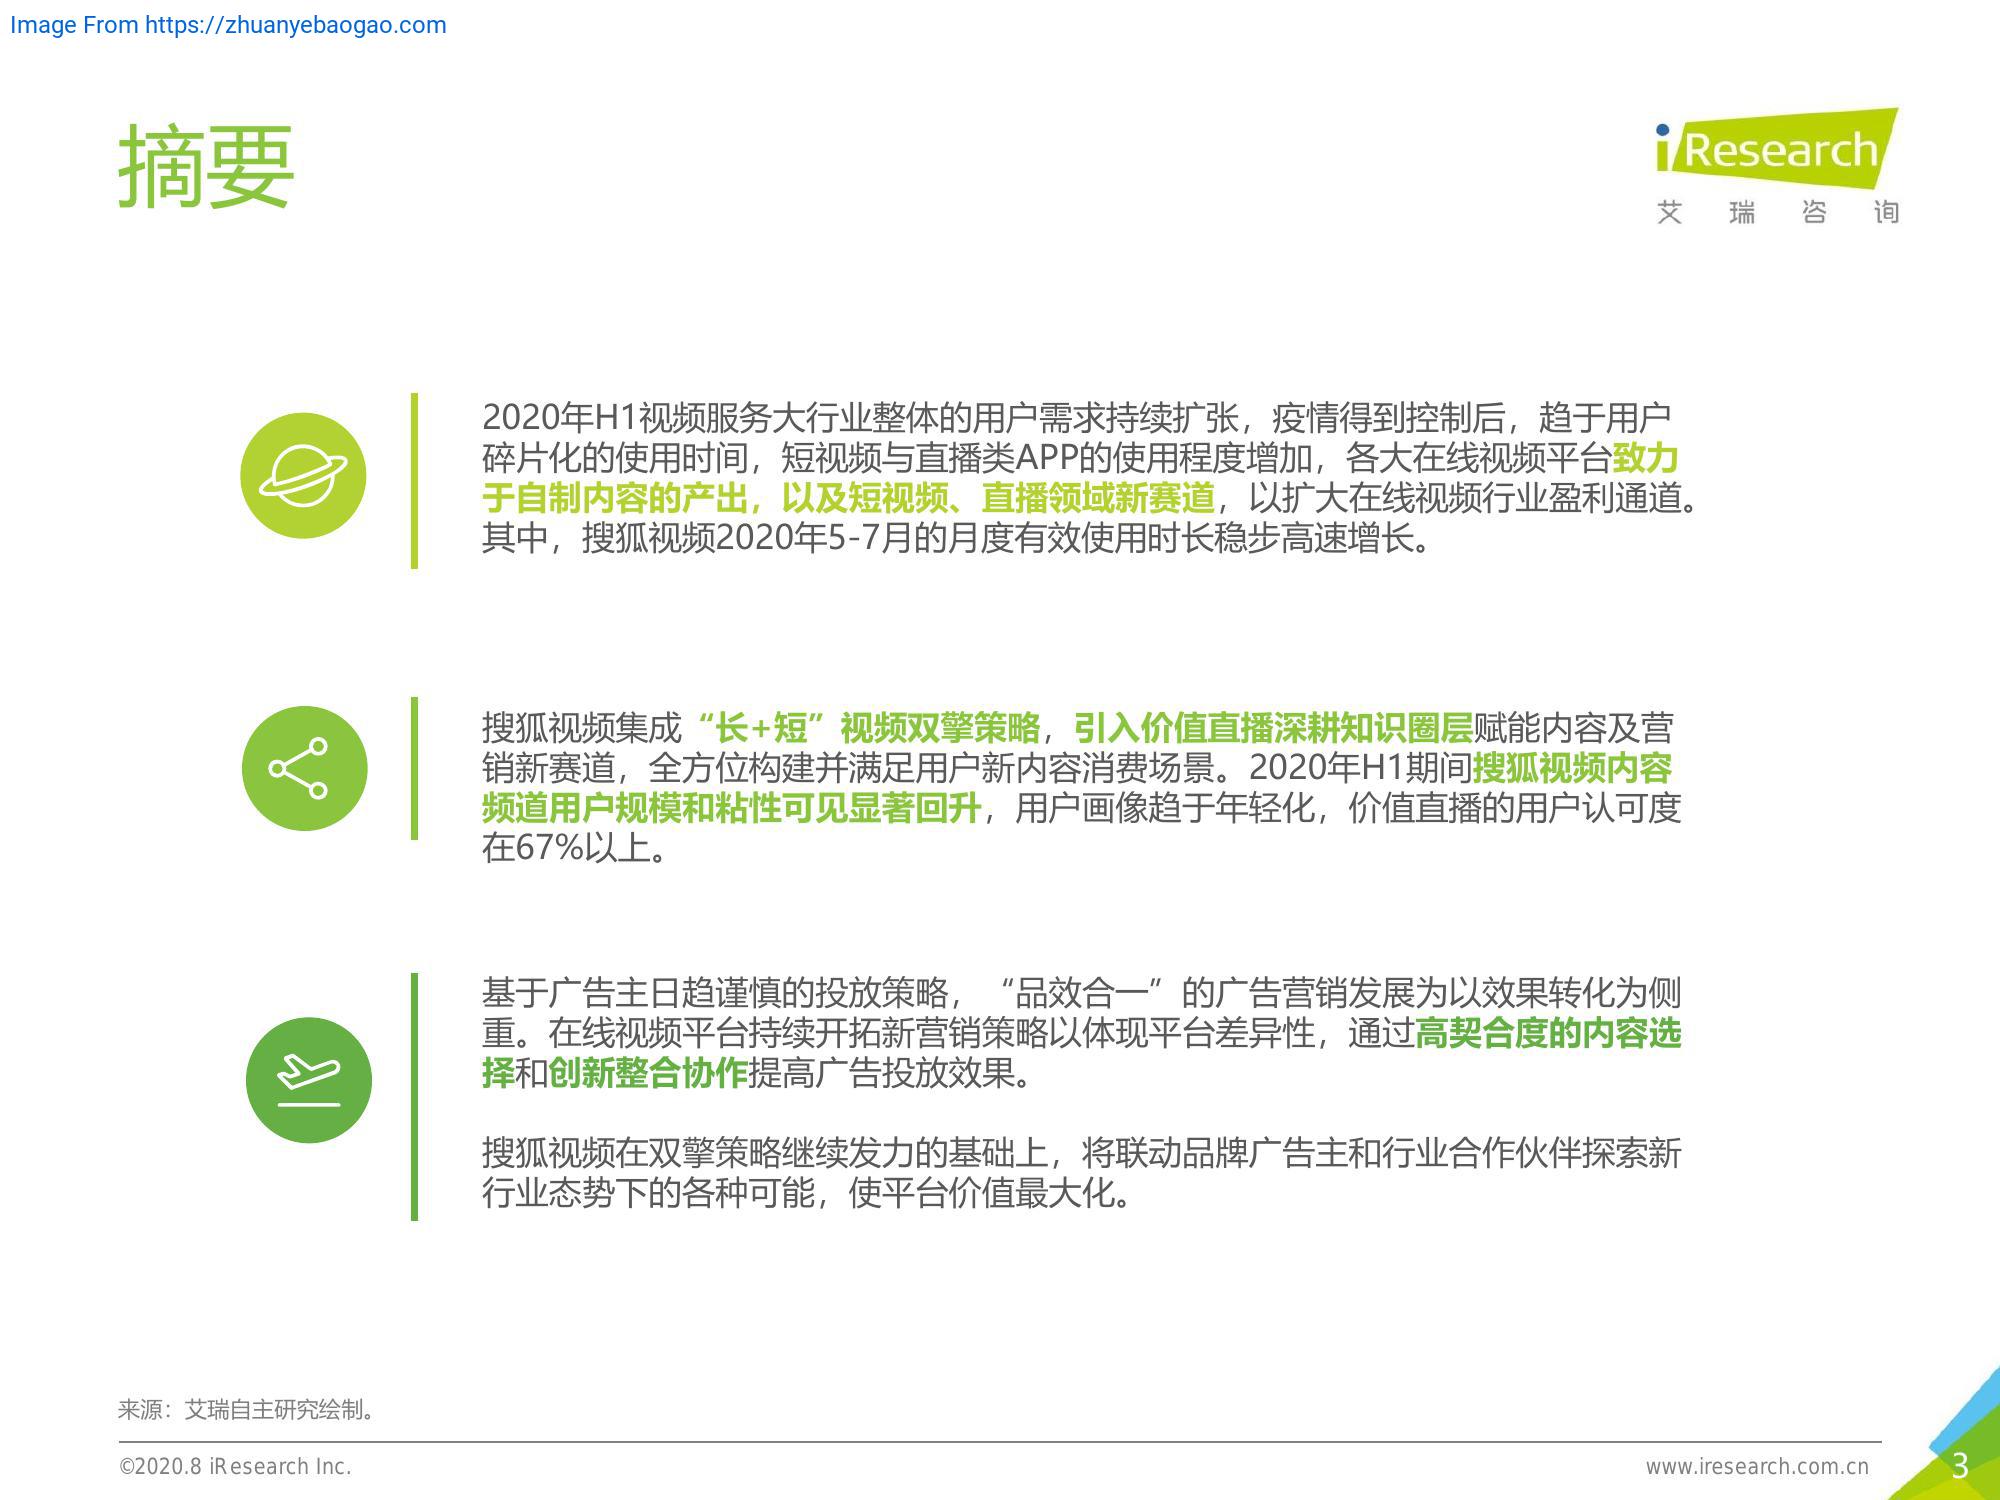 Image From https://zhuanyebaogao.com
摘要
iResearch
艾瑞咨询
2020年H1视频服务大行业整体的用户需求持续扩张，疫情得到控制后，趋于用户
碎片化的使用时间，短视频与直播类APP的使用程度增加，各大在线视频平台致力
于自制内容的产出，以及短视频、直播领域新赛道，以扩大在线视频行业盈利通道。
其中，搜狐视频2020年5-7月的月度有效使用时长稳步高速增长。
搜狐视频集成“长+短”视频双擎策略，引入价值直播深耕知识圈层赋能内容及营
销新赛道，全方位构建并满足用户新内容消费场景。2020年H1期间搜狐视频内容
频道用户规模和粘性可见显著回升，用户画像趋于年轻化，价值直播的用户认可度
在67%以上。
基于广告主日趋谨慎的投放策略，“品效合一”的广告营销发展为以效果转化为侧
重。在线视频平台持续开拓新营销策略以体现平台差异性，通过高契合度的内容选
择和创新整合协作提高广告投放效果。
搜狐视频在双擎策略继续发力的基础上，将联动品牌广告主和行业合作伙伴探索新
行业态势下的各种可能，使平台价值最大化。
来源：艾瑞自主研究绘制。
©2020.8 iResearch Inc.
www.iresearch.com.cn
3